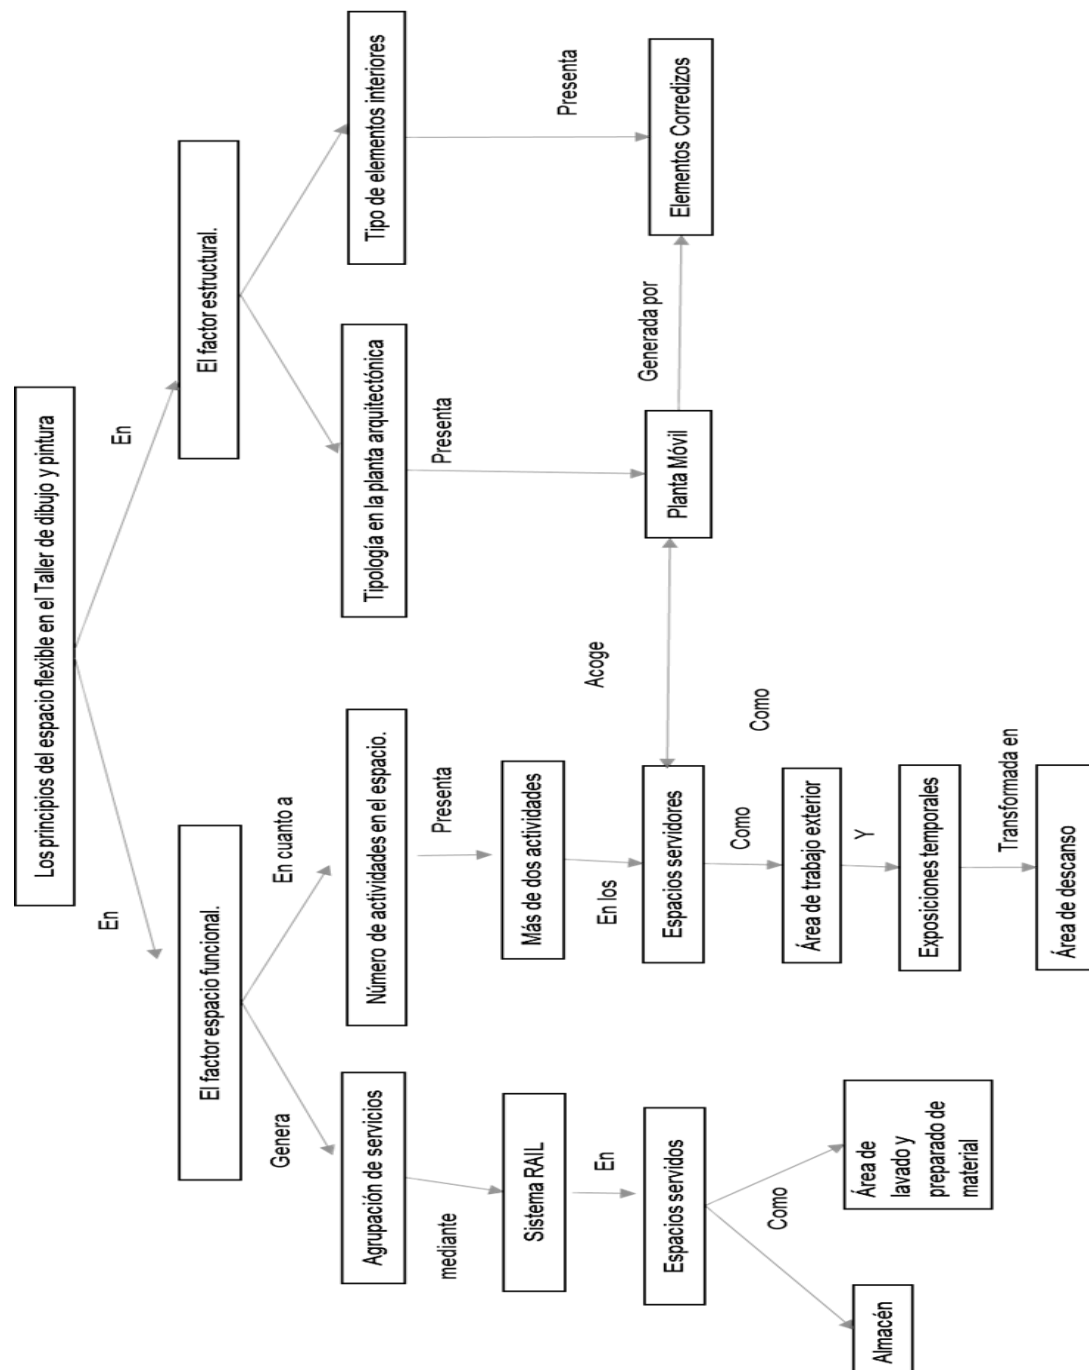 Los principios del espacio flexible en el Taller de dibujo y pintura
En
En
El factor espacio funcional.
El factor estructural.
Genera
En cuanto a
Agrupación de servicios
Número de actividades en el espacio.
Tipología en la planta arquitectónica
Tipo de elementos interiores
mediante
Presenta
Presenta
Presenta
Sistema RAIL
Más de dos actividades
En
En los
Acoge
Generada por
Espacios servidos
Espacios servidores
Planta Móvil
Elementos Corredizos
Como
Como
Como
Almacén
Área de
lavado y
preparado de
material
Área de trabajo exterior
Y
Exposiciones temporales
Transformada en
Área de descanso